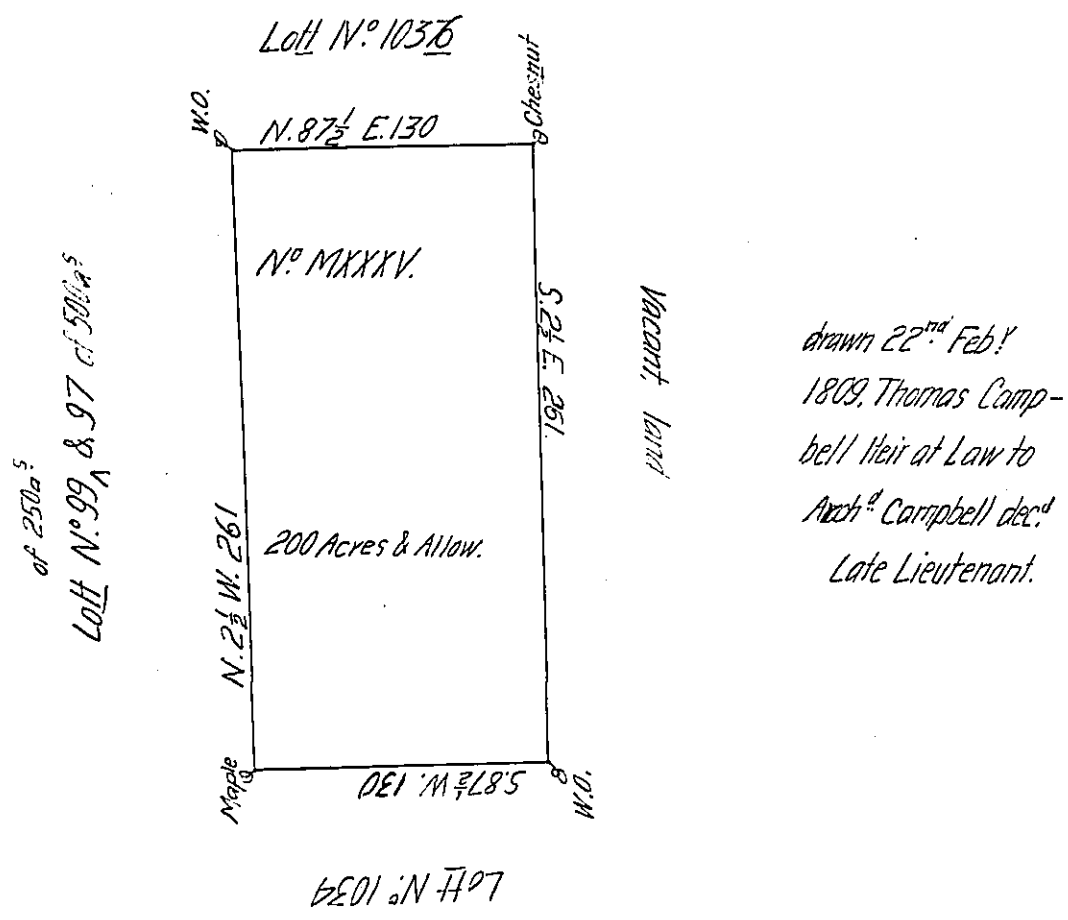 Lott Nº 1036
W.O.
Chesnut
N. 87½ E. 130
Nº MXXXV.
S. 2½ E. 261.
Vacant land
of 250aˢ
Lott Nº 99 ^ & 97 of 500aˢ
N. 2½ W. 261
200 Acres & Allow.
drawn 22ⁿᵈ Febʸ
1809. Thomas Camp-
bell Heir at Law to
Archᵈ Campbell decᵈ
Late Lieutenant.
Maple
S. 87½ W. 130
W.O.
Lott Nº 1034